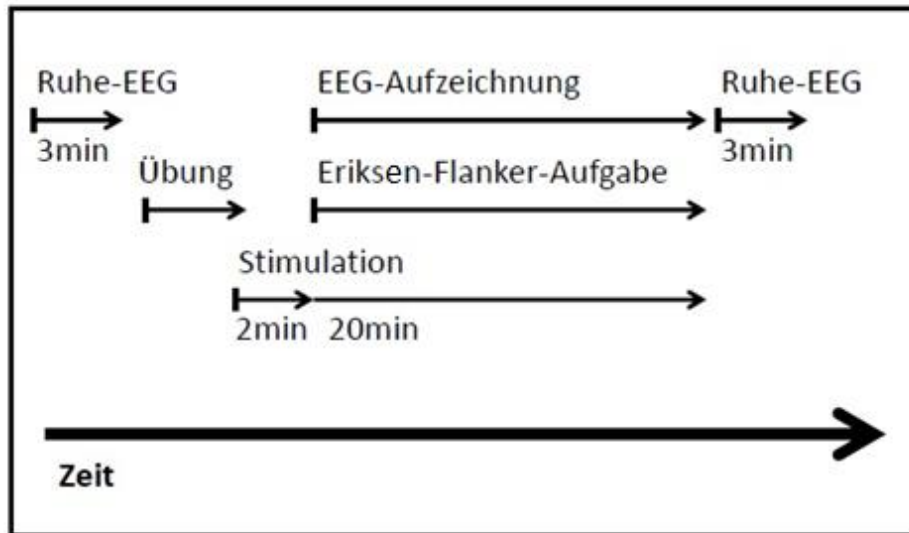 Ruhe-EEG EEG-Aufzeichnung Ruhe-EEG
3min 3min
Übung Eriksen-Flanker-Aufgabe
Stimulation
2min 20min
Zeit